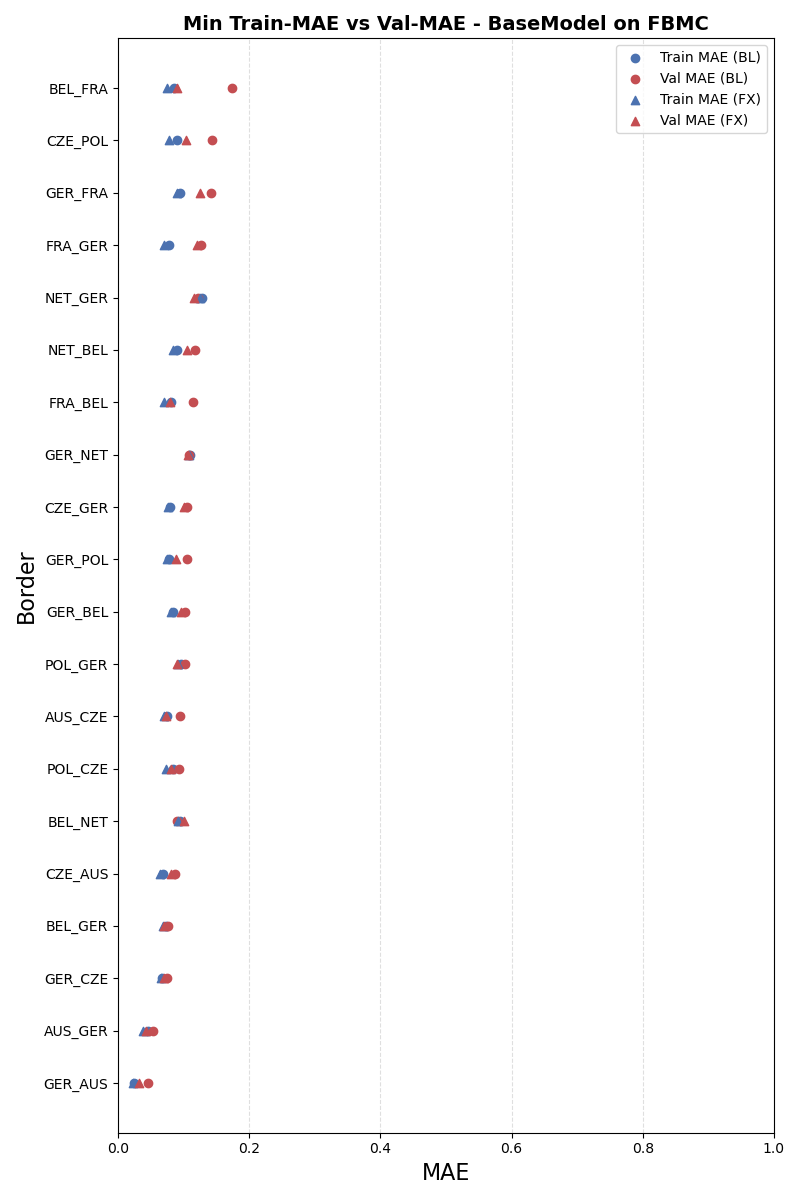 Min Train-MAE vs Val-MAE - BaseModel on FBMC
Train MAE (BL)
Val MAE (BL)
Train MAE (FX)
Val MAE (FX)
BEL_FRA
CZE_POL
GER_FRA
FRA_GER
NET_GER
NET_BEL
FRA_BEL
GER_NET
CZE_GER
GER_POL
GER_BEL
POL_GER
AUS_CZE
POL_CZE
BEL_NET
CZE_AUS
BEL_GER
GER_CZE
AUS_GER
GER_AUS
Border
0.0 0.2 0.4 0.6 0.8 1.0
MAE